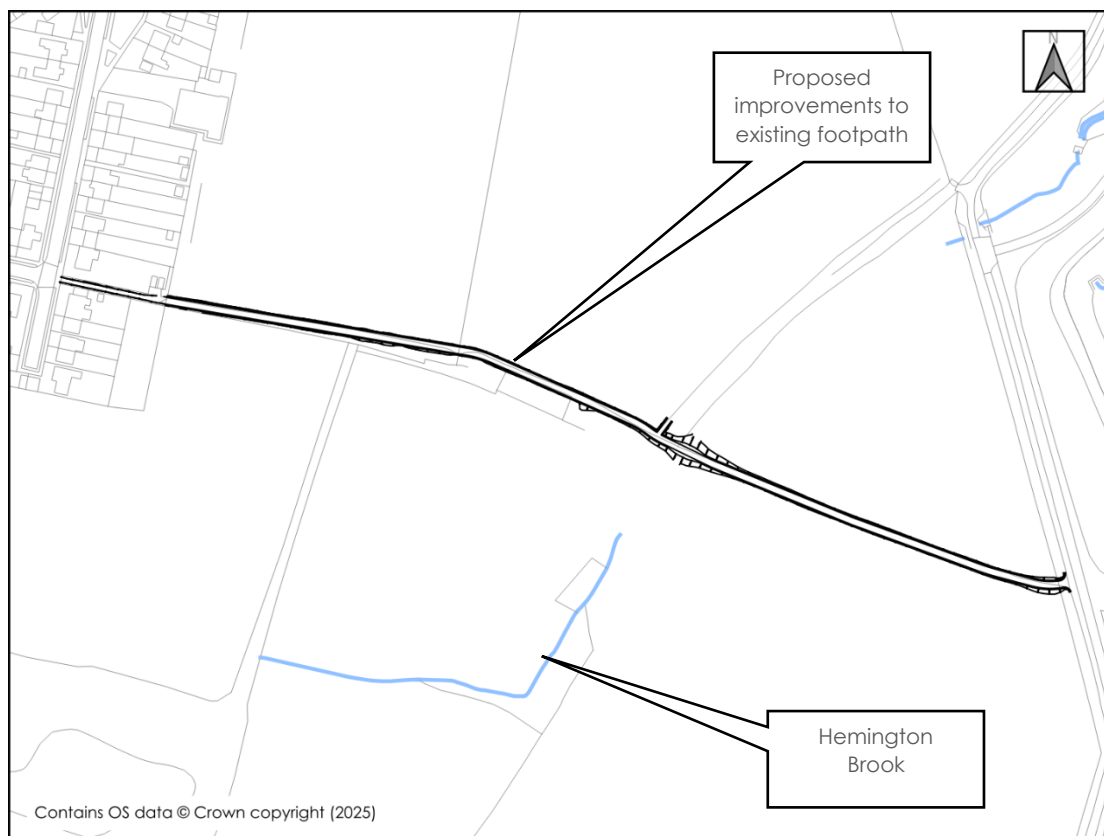 N
Proposed
improvements to
existing footpath
Hemington
Brook
Contains OS data © Crown copyright (2025)